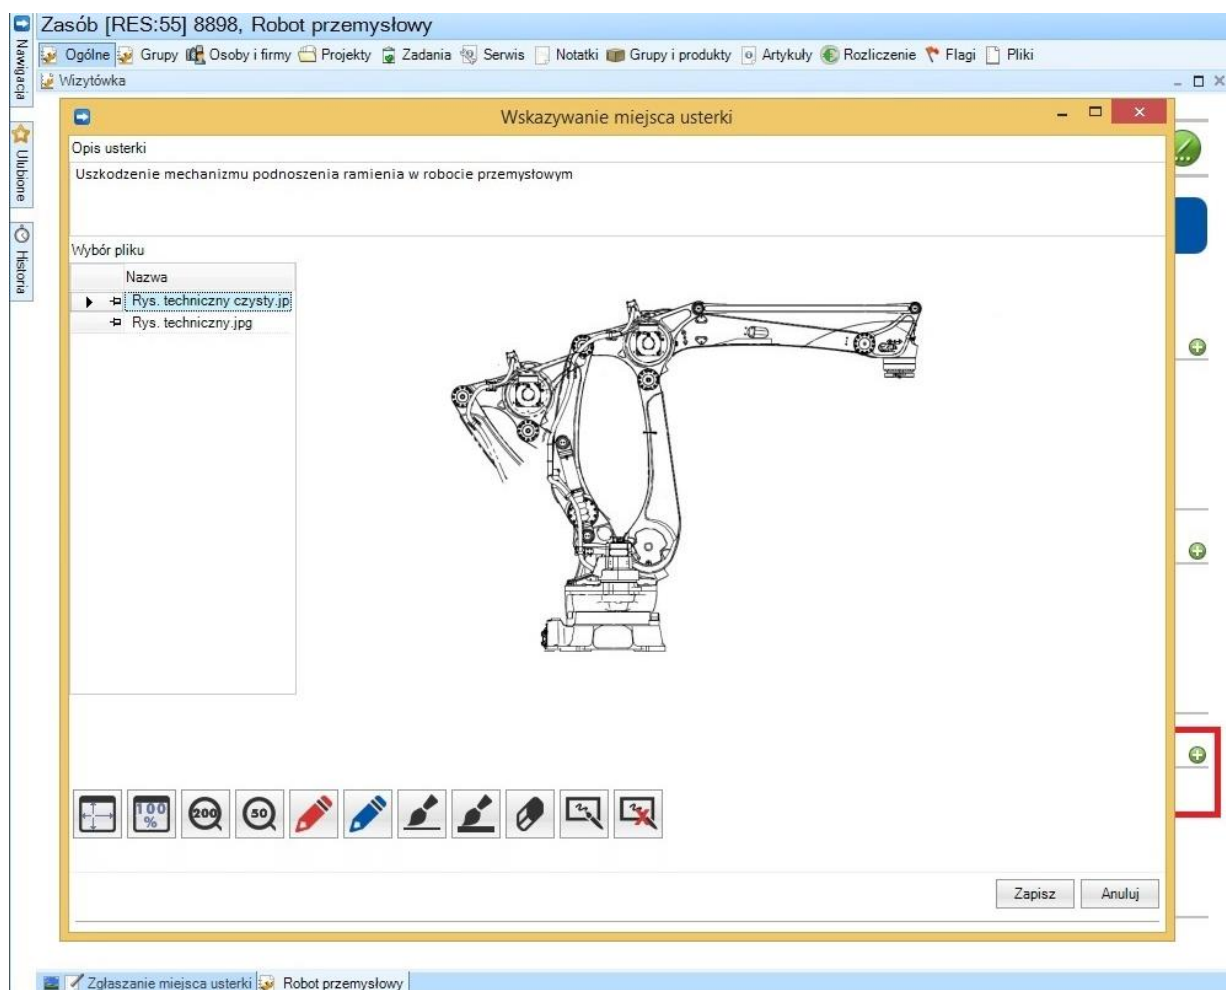 Zasób [RES:55] 8898, Robot przemysłowy
Nawigacja
Ulubione
Historia
Ogólne Grupy Osoby i firmy Projekty Zadania Serwis Notatki Grupy i produkty Artykuły Rozliczenie Flagi Pliki
Wizytówka
Wskazywanie miejsca usterki
Opis usterki
Uszkodzenie mechanizmu podnoszenia ramienia w robocie przemysłowym
Wybór pliku
Nazwa
Rys. techniczny czysty.jp
Rys. techniczny.jpg
100 % 200 50
Zapisz Anuluj
Zgłaszanie miejsca usterki Robot przemysłowy